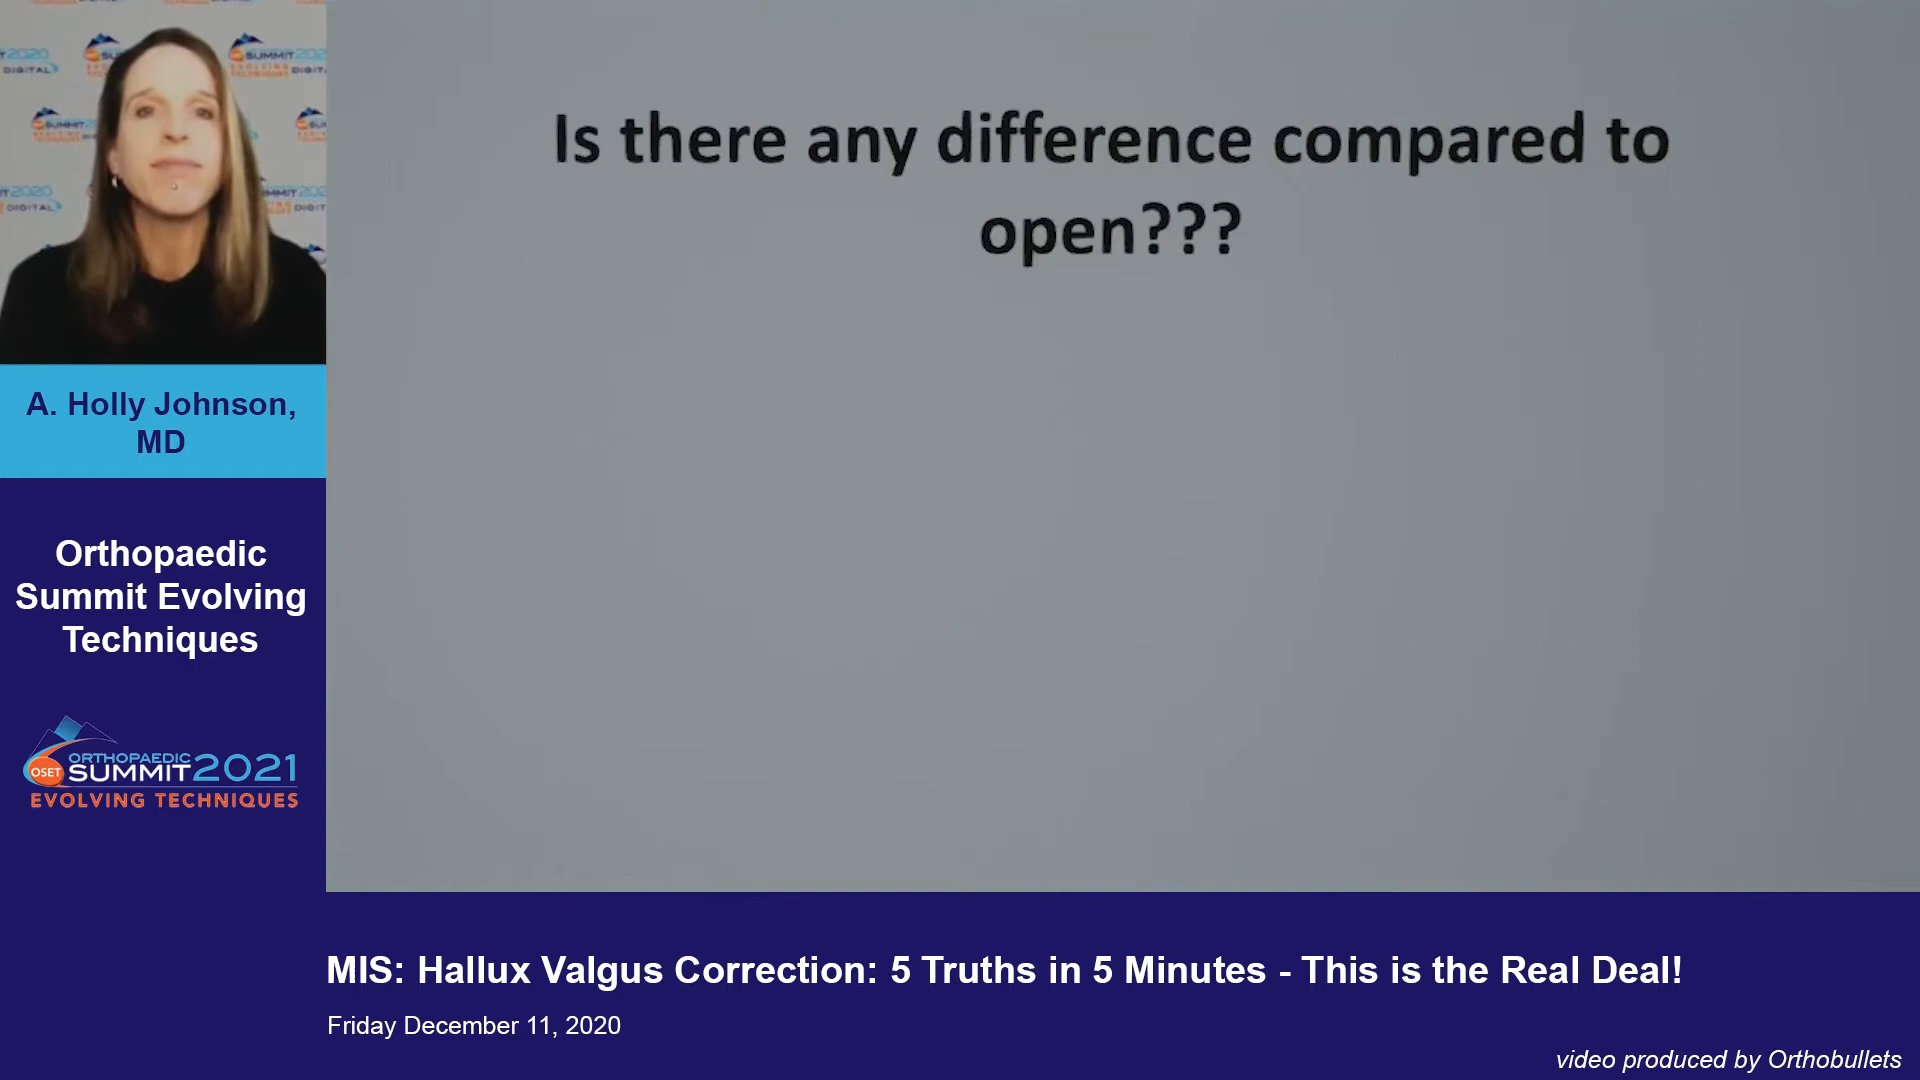 Is there any difference compared to
open???
A. Holly Johnson,
MD
Orthopaedic
Summit Evolving
Techniques
OSET
ORTHOPAEDIC
SUMMIT 2021
EVOLVING TECHNIQUES
MIS: Hallux Valgus Correction: 5 Truths in 5 Minutes - This is the Real Deal!
Friday December 11, 2020
video produced by Orthobullets